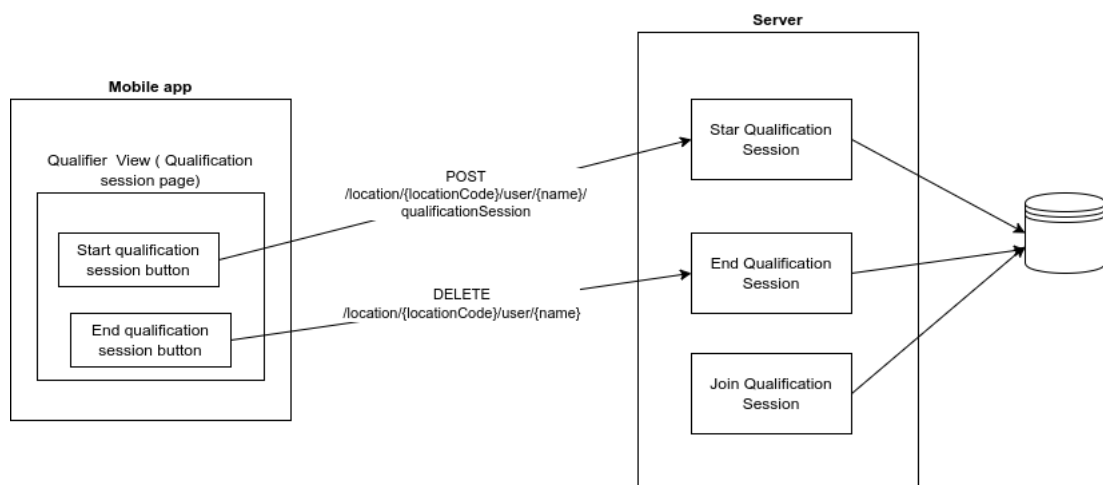 Server
Mobile app
Qualifier View ( Qualification
session page)
Start qualification
session button
End qualification
session button
POST
/location/{locationCode}/user/{name}/
qualificationSession
DELETE
/location/{locationCode}/user/{name}
Star Qualification
Session
End Qualification
Session
Join Qualification
Session